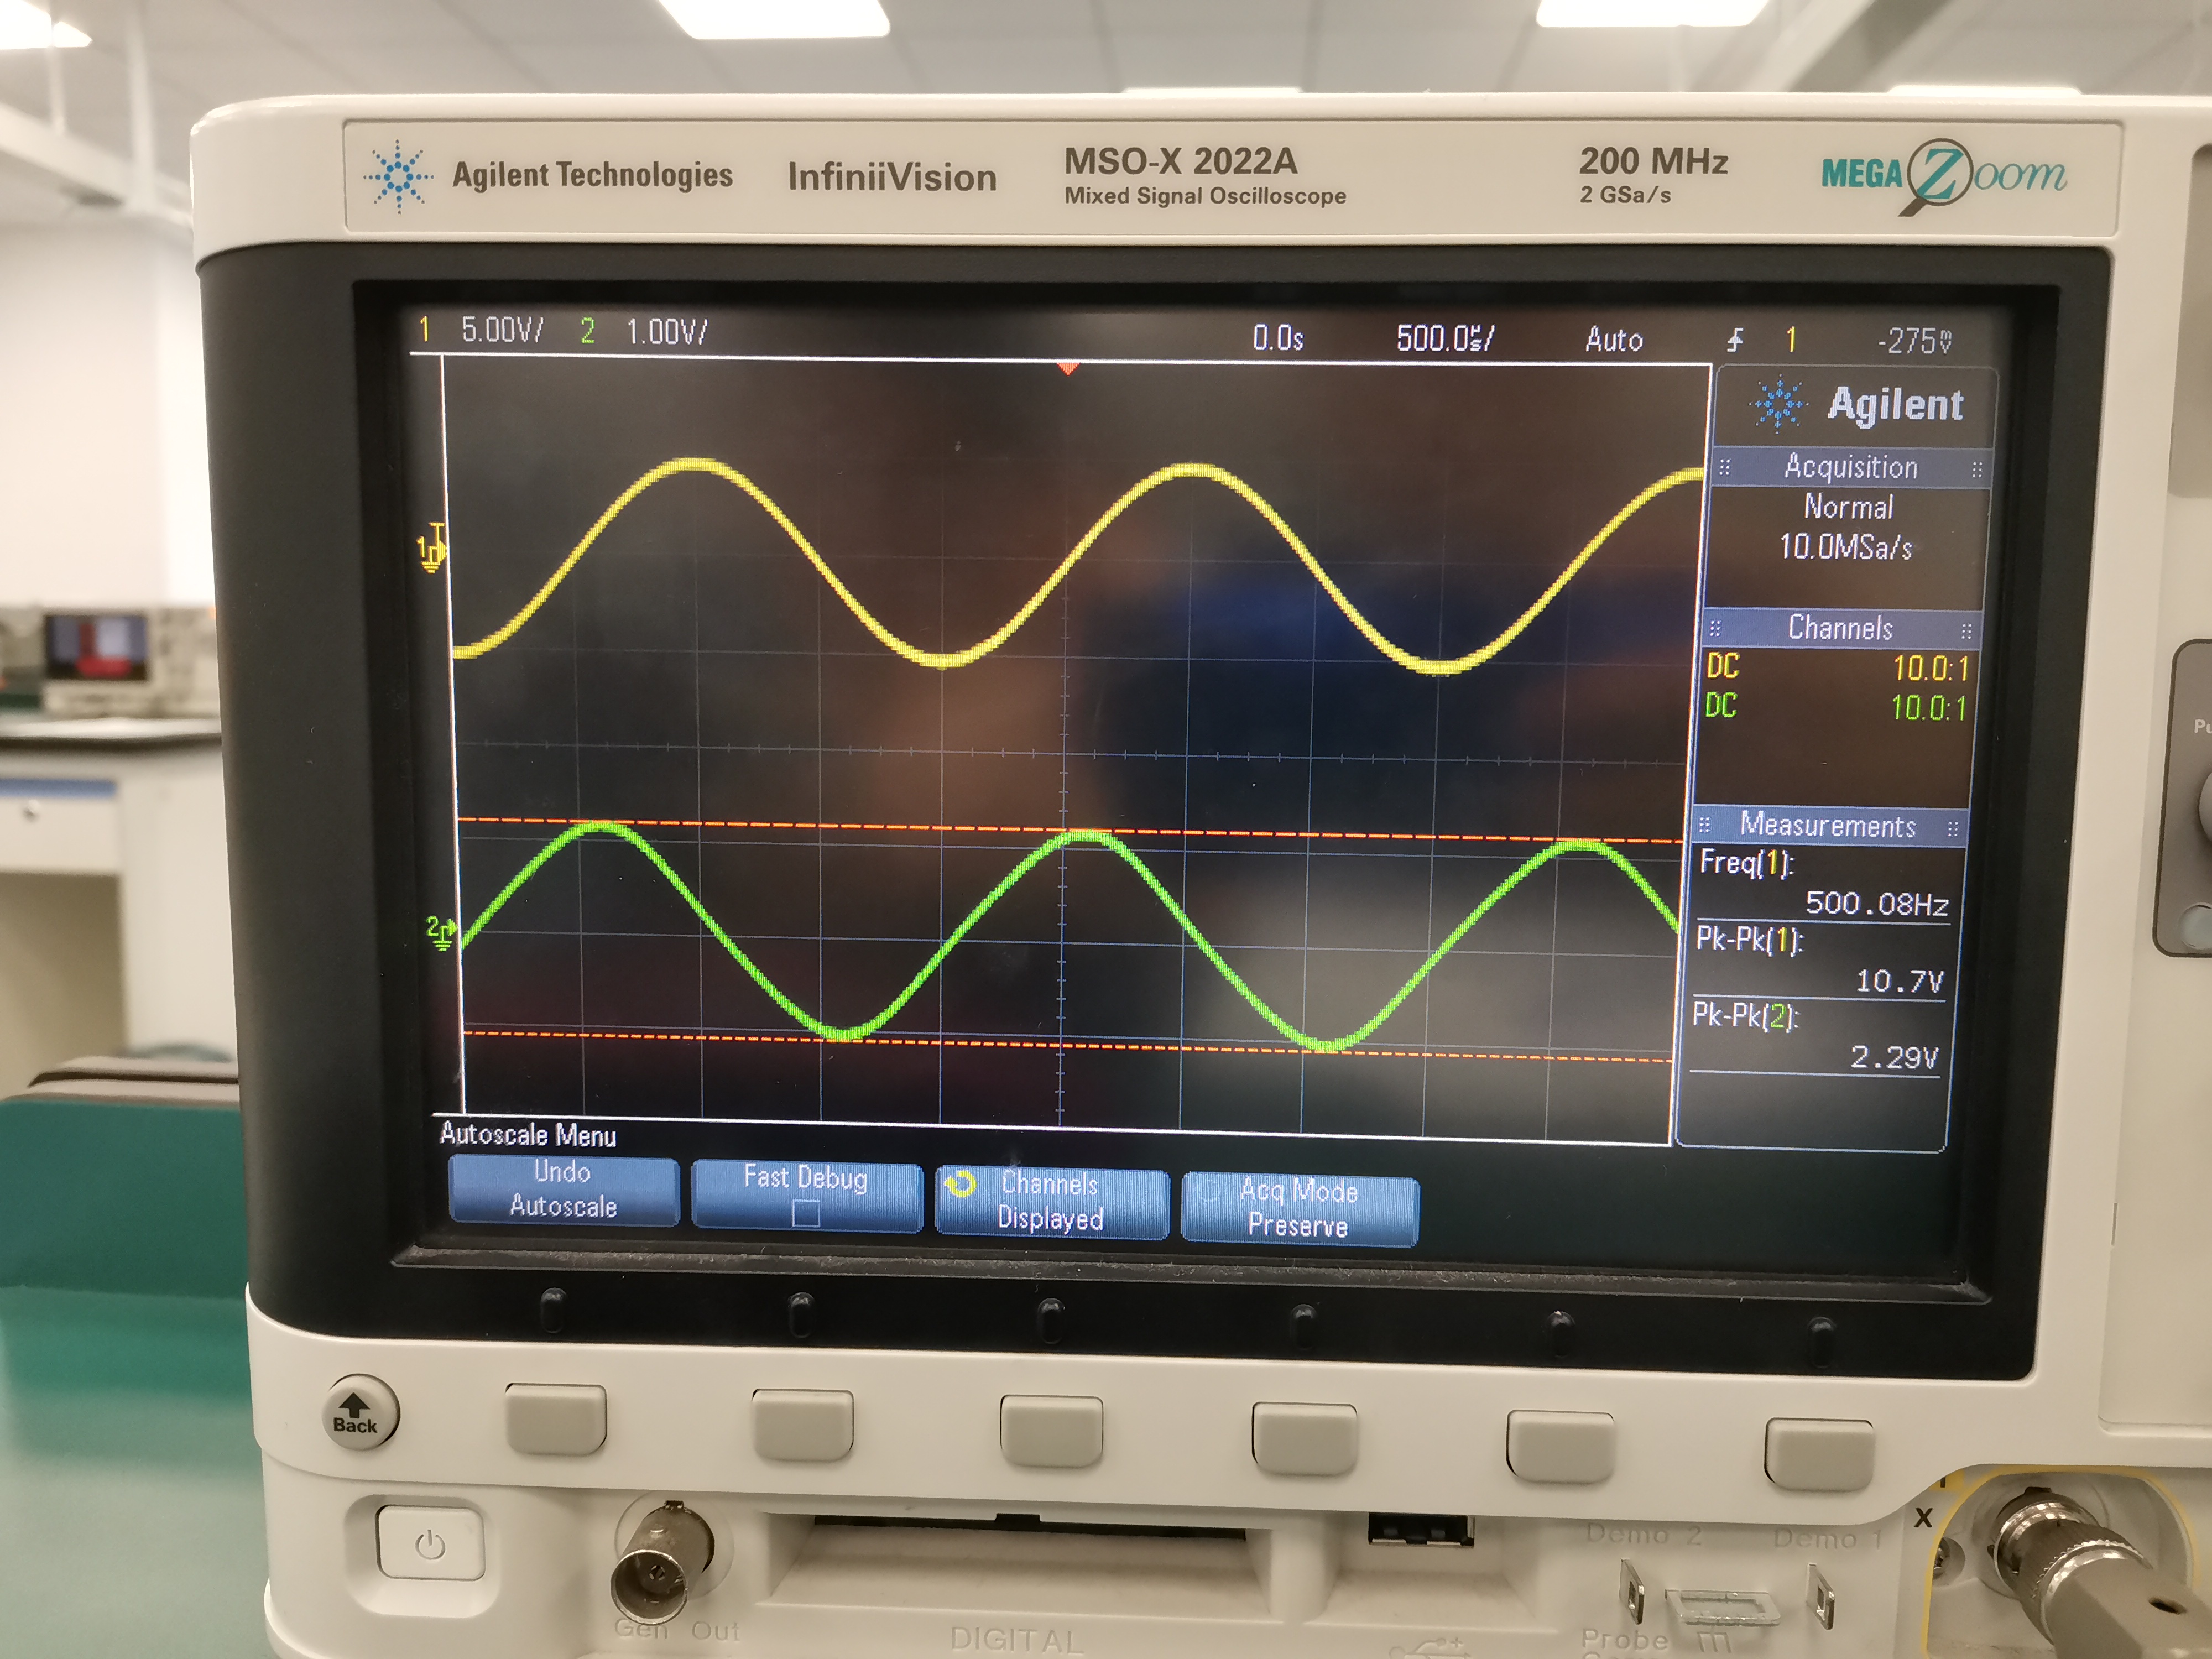 Agilent Technologies InfiniiVision MSO-X 2022A 200 MHz MEGA Zoom
Mixed Signal Oscilloscope 2 GSa/s
1 5.00V/ 2 1.00V/ 0.0s 500.0µs/ Auto 1 -275mV
Agilent
Acquisition
Normal
10.0MSa/s
1
Channels
DC 10.0:1
DC 10.0:1
Measurements
Freq(1):
500.08Hz
2
Pk-Pk(1):
10.7V
Pk-Pk(2):
2.29V
Autoscale Menu
Undo
Autoscale
Fast Debug
Channels
Displayed
Acq Mode
Preserve
Back
X
Demo 2 Demo 1
Gen Out
DIGITAL
Probe